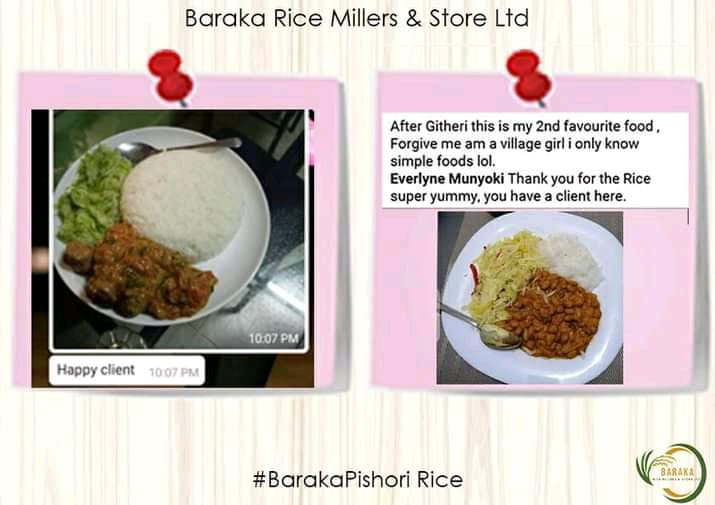 Baraka Rice Millers & Store Ltd
10:07 PM
Happy client 10:07 PM
After Githeri this is my 2nd favourite food ,
Forgive me am a village girl i only know
simple foods lol.
Everlyne Munyoki Thank you for the Rice
super yummy, you have a client here.
#BarakaPishori Rice
BARAKA